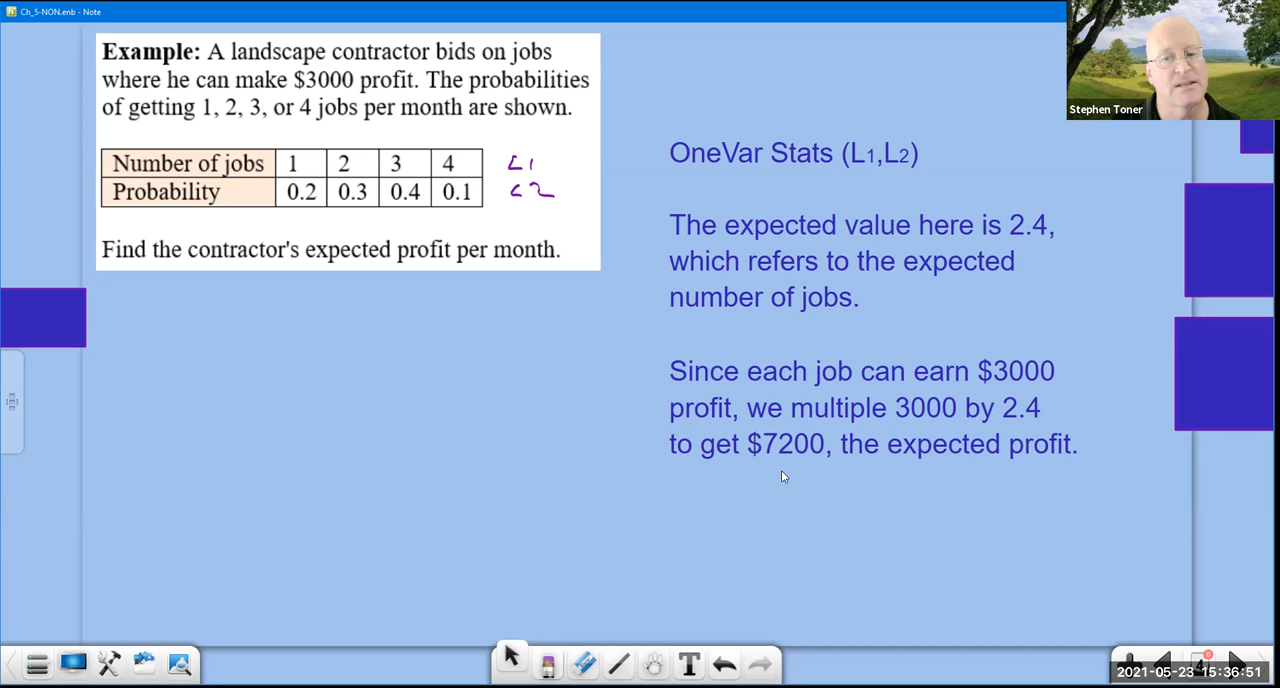 Ch_5-NON.enb - Note
Example: A landscape contractor bids on jobs
where he can make $3000 profit. The probabilities
of getting 1, 2, 3, or 4 jobs per month are shown.
Number of jobs 1 2 3 4 L1
Probability 0.2 0.3 0.4 0.1 L2
Find the contractor's expected profit per month.
Stephen Toner
OneVar Stats (L1,L2)
The expected value here is 2.4,
which refers to the expected
number of jobs.
Since each job can earn $3000
profit, we multiple 3000 by 2.4
to get $7200, the expected profit.
T
2021-05-23 15:36:51